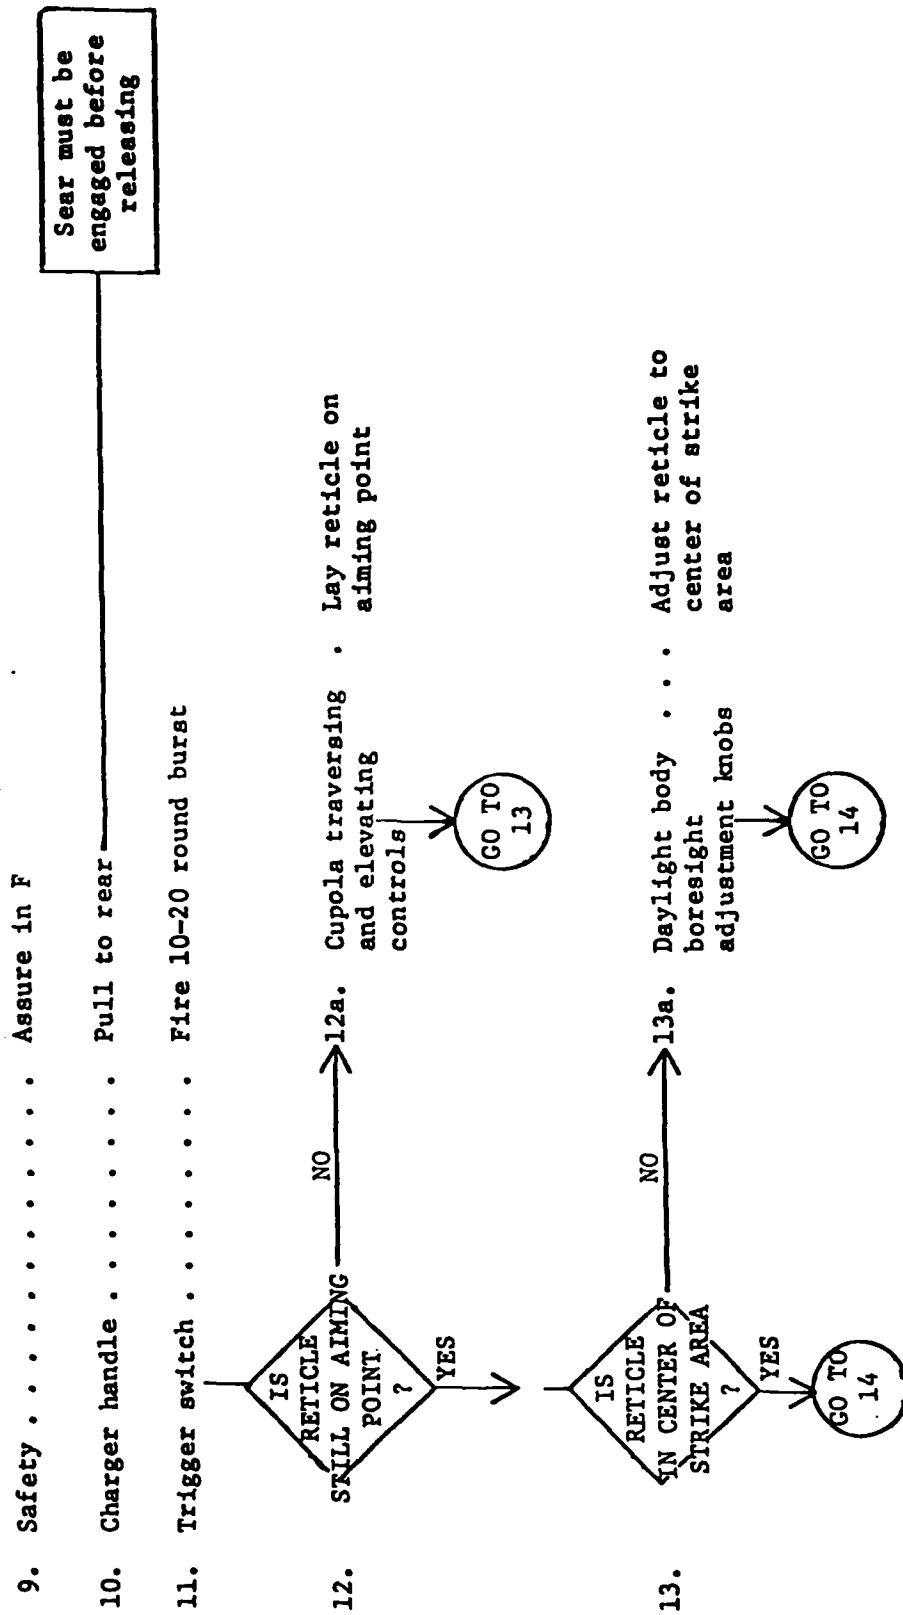 9. Safety . . . . . . . . . . . . . Assure in F
10. Charger handle . . . . . . . . Pull to rear
Sear must be
engaged before
releasing
11. Trigger switch . . . . . . . . Fire 10-20 round burst
12.
IS
RETICLE
STILL ON AIMING
POINT
?
NO
YES
12a. Cupola traversing . Lay reticle on
and elevating aiming point
controls
GO TO
13
13.
IS
RETICLE
IN CENTER OF
STRIKE AREA
?
NO
YES
13a. Daylight body . . . Adjust reticle to
boresight center of strike
adjustment knobs area
GO TO
14
GO TO
14